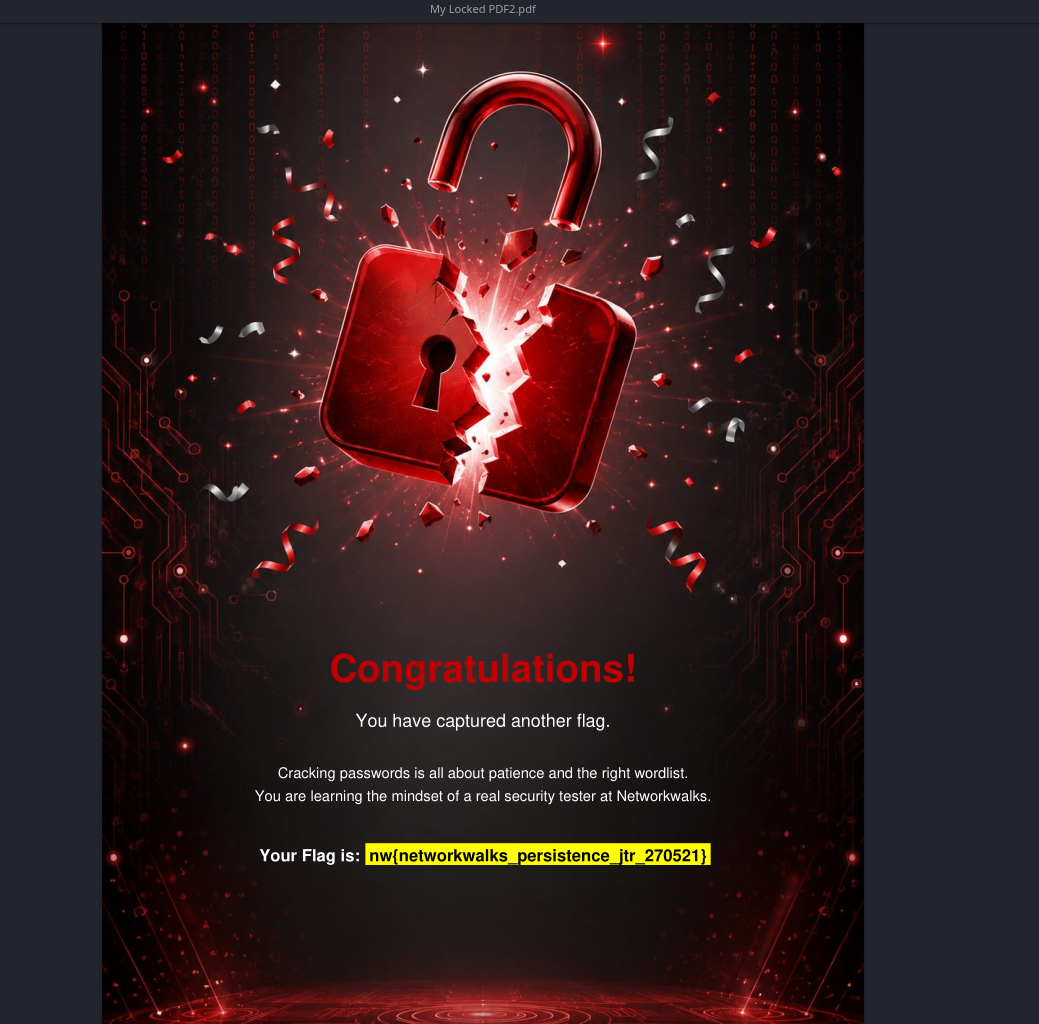 My Locked PDF2.pdf
Congratulations!
You have captured another flag.
Cracking passwords is all about patience and the right wordlist.
You are learning the mindset of a real security tester at Networkwalks.
Your Flag is: nw{networkwalks_persistence_jtr_270521}